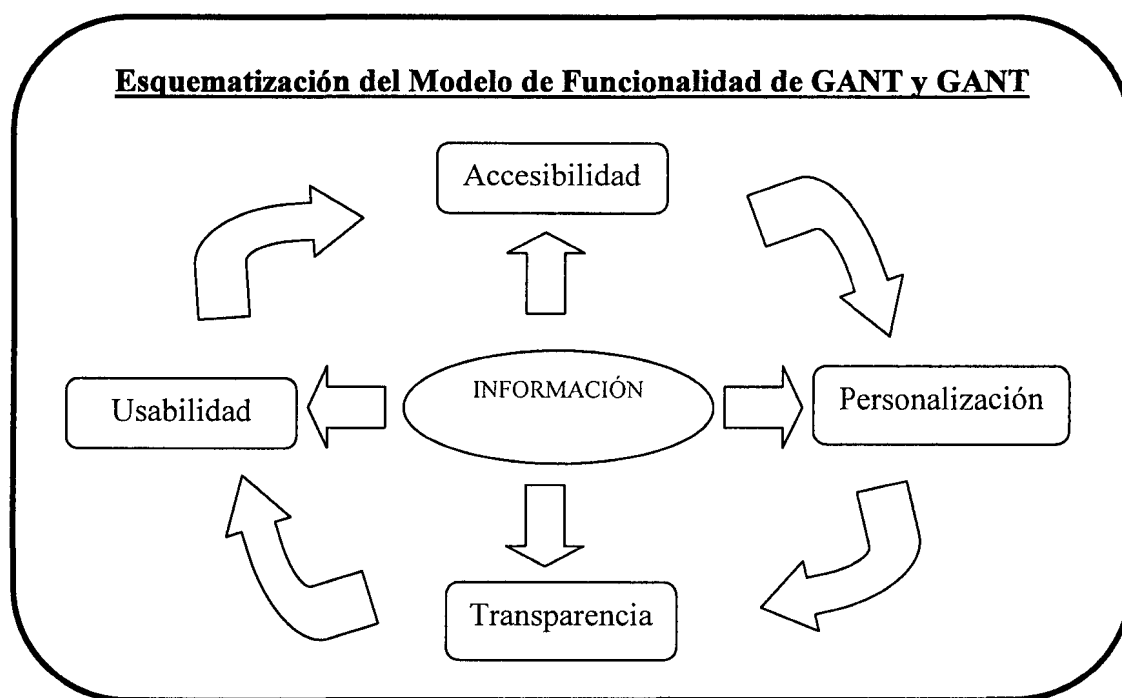 Esquematización del Modelo de Funcionalidad de GANT y GANT
Accesibilidad
INFORMACIÓN
Usabilidad
Personalización
Transparencia